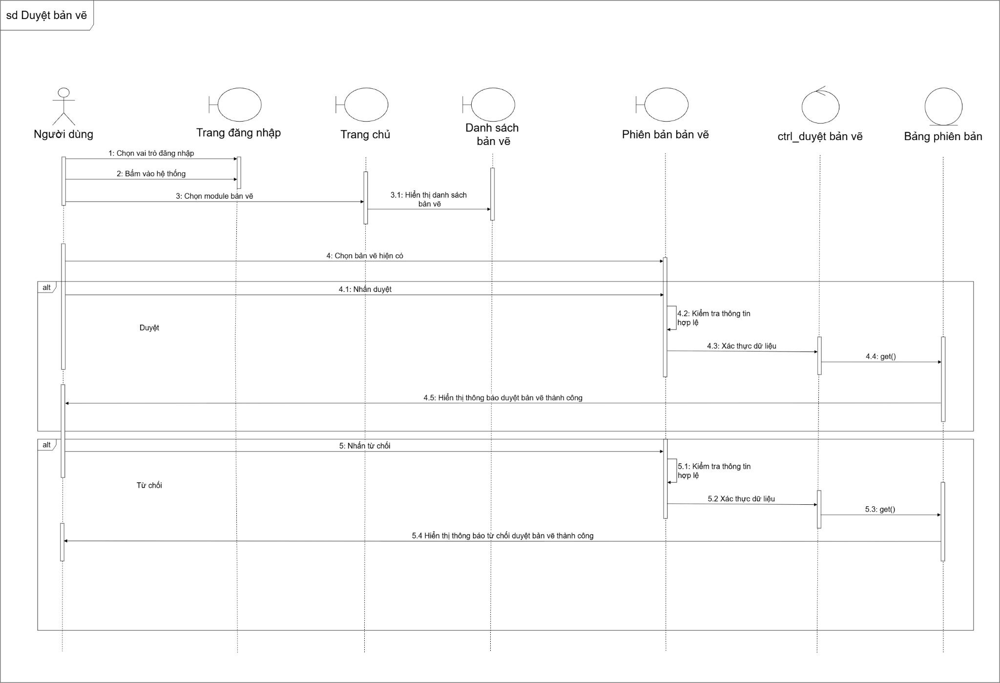 sd Duyệt bản vẽ
Người dùng
Trang đăng nhập
Trang chủ
Danh sách
bản vẽ
Phiên bản bản vẽ
ctrl_duyệt bản vẽ
Bảng phiên bản
1: Chọn vai trò đăng nhập
2: Bấm vào hệ thống
3: Chọn module bản vẽ
3.1: Hiển thị danh sách
bản vẽ
4: Chọn bản vẽ hiện có
alt
4.1: Nhấn duyệt
4.2: Kiểm tra thông tin
hợp lệ
Duyệt
4.3: Xác thực dữ liệu
4.4: get()
4.5: Hiển thị thông báo duyệt bản vẽ thành công
alt
5: Nhấn từ chối
5.1: Kiểm tra thông tin
hợp lệ
Từ chối
5.2 Xác thực dữ liệu
5.3: get()
5.4 Hiển thị thông báo từ chối duyệt bản vẽ thành công